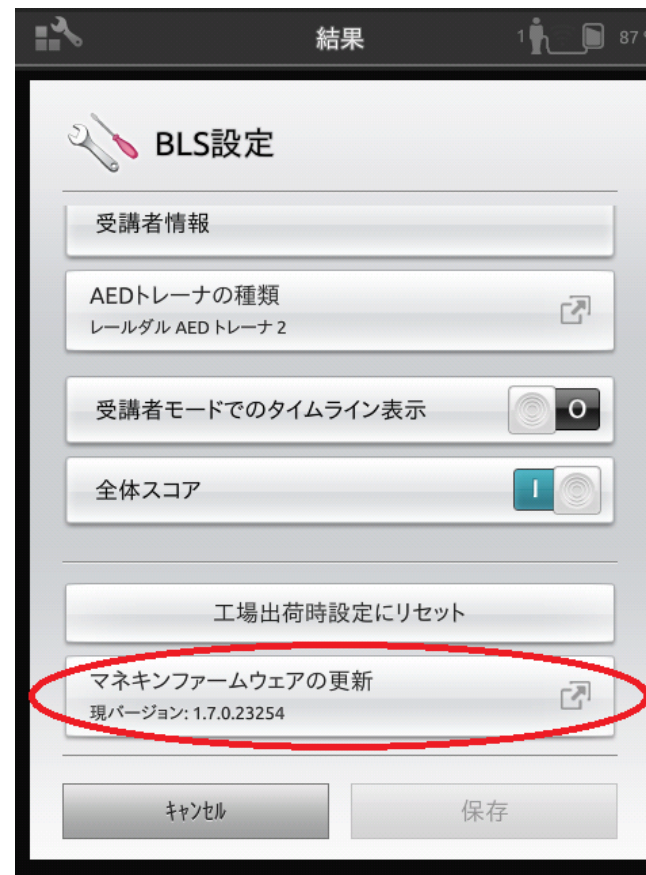 結果
1
87
BLS設定
受講者情報
AEDトレーナの種類
レールダル AED トレーナ 2
受講者モードでのタイムライン表示
O
全体スコア
I
工場出荷時設定にリセット
マネキンファームウェアの更新
現バージョン: 1.7.0.23254
ｷｬﾝｾﾙ
保存